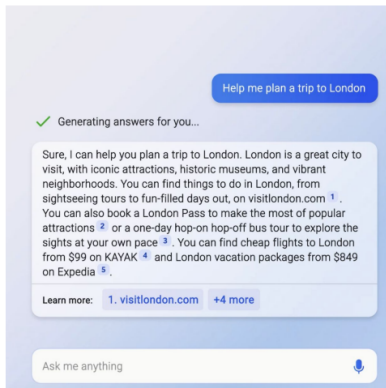 Help me plan a trip to London
Generating answers for you...
Sure, I can help you plan a trip to London. London is a great city to
visit, with iconic attractions, historic museums, and vibrant
neighborhoods. You can find things to do in London, from
sightseeing tours to fun-filled days out, on visitlondon.com 1 .
You can also book a London Pass to make the most of popular
attractions 2 or a one-day hop-on hop-off bus tour to explore the
sights at your own pace 3 . You can find cheap flights to London
from $99 on KAYAK 4 and London vacation packages from $849
on Expedia 5 .
Learn more: 1. visitlondon.com +4 more
Ask me anything